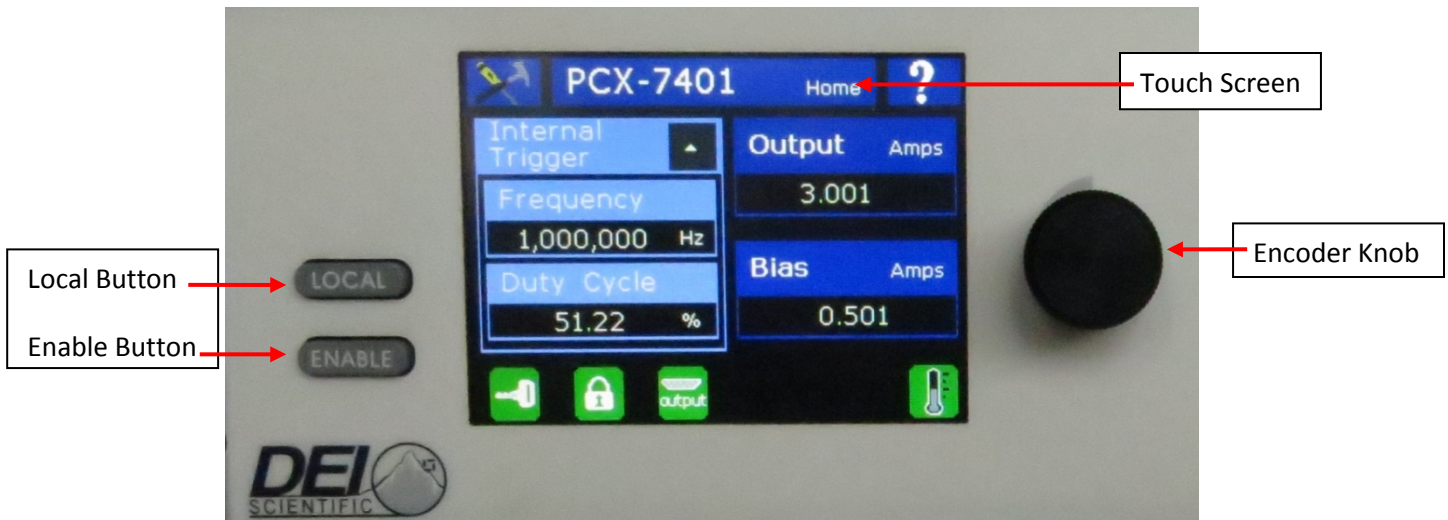 PCX-7401 Home ?
Touch Screen
Internal
Trigger
Output Amps
3.001
Frequency
1,000,000 Hz
Encoder Knob
Local Button
LOCAL
Bias Amps
Duty Cycle
0.501
51.22 %
Enable Button
ENABLE
output
DEI
SCIENTIFIC